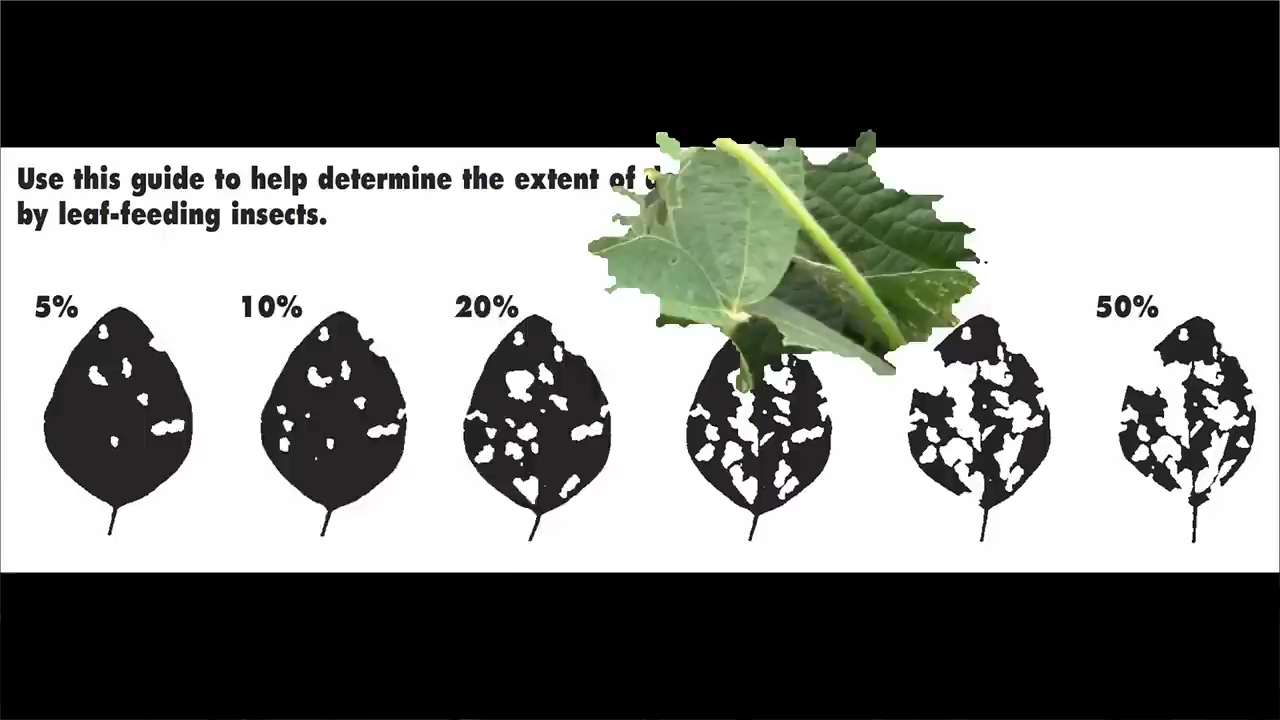 Use this guide to help determine the extent of
by leaf-feeding insects.
5% 10% 20% 50%